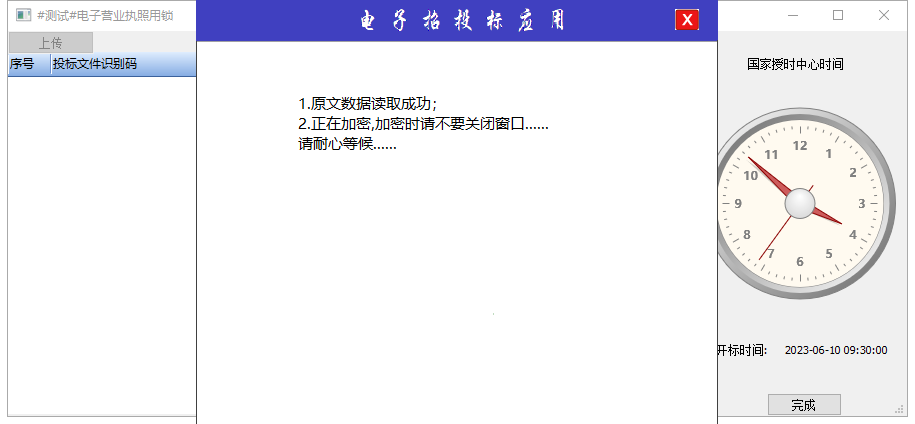 #测试#电子营业执照用锁
上传
序号 投标文件识别码
电子招投标应用
X
1.原文数据读取成功；
2.正在加密,加密时请不要关闭窗口......
请耐心等候......
国家授时中心时间
12
1
2
3
4
5
6
7
8
9
10
11
开标时间: 2023-06-10 09:30:00
完成